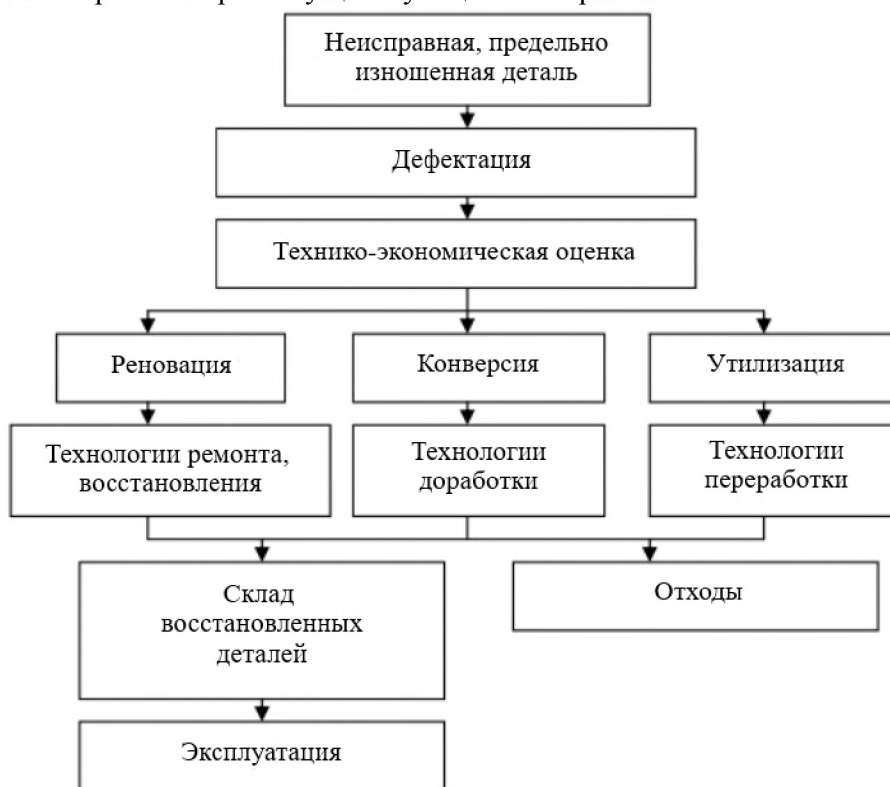 Неисправная, предельно
изношенная деталь
Дефектация
Технико-экономическая оценка
Реновация
Конверсия
Утилизация
Технологии ремонта,
восстановления
Технологии
доработки
Технологии
переработки
Склад
восстановленных
деталей
Отходы
Эксплуатация